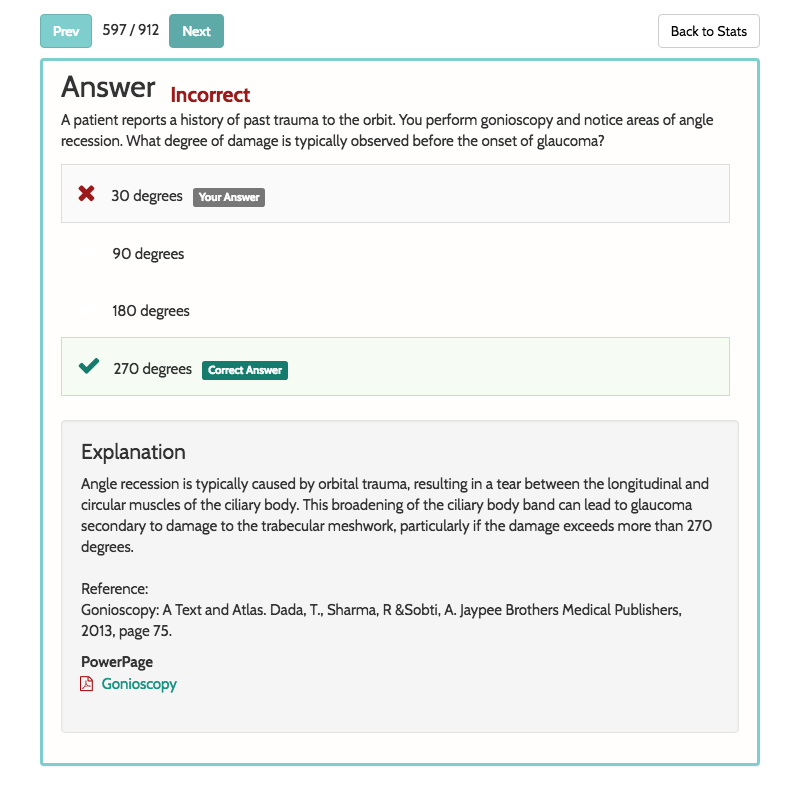 Prev 597 / 912 Next Back to Stats
Answer Incorrect
A patient reports a history of past trauma to the orbit. You perform gonioscopy and notice areas of angle
recession. What degree of damage is typically observed before the onset of glaucoma?
30 degrees Your Answer
90 degrees
180 degrees
270 degrees Correct Answer
Explanation
Angle recession is typically caused by orbital trauma, resulting in a tear between the longitudinal and
circular muscles of the ciliary body. This broadening of the ciliary body band can lead to glaucoma
secondary to damage to the trabecular meshwork, particularly if the damage exceeds more than 270
degrees.
Reference:
Gonioscopy: A Text and Atlas. Dada, T., Sharma, R &Sobti, A. Jaypee Brothers Medical Publishers,
2013, page 75.
PowerPage
Gonioscopy